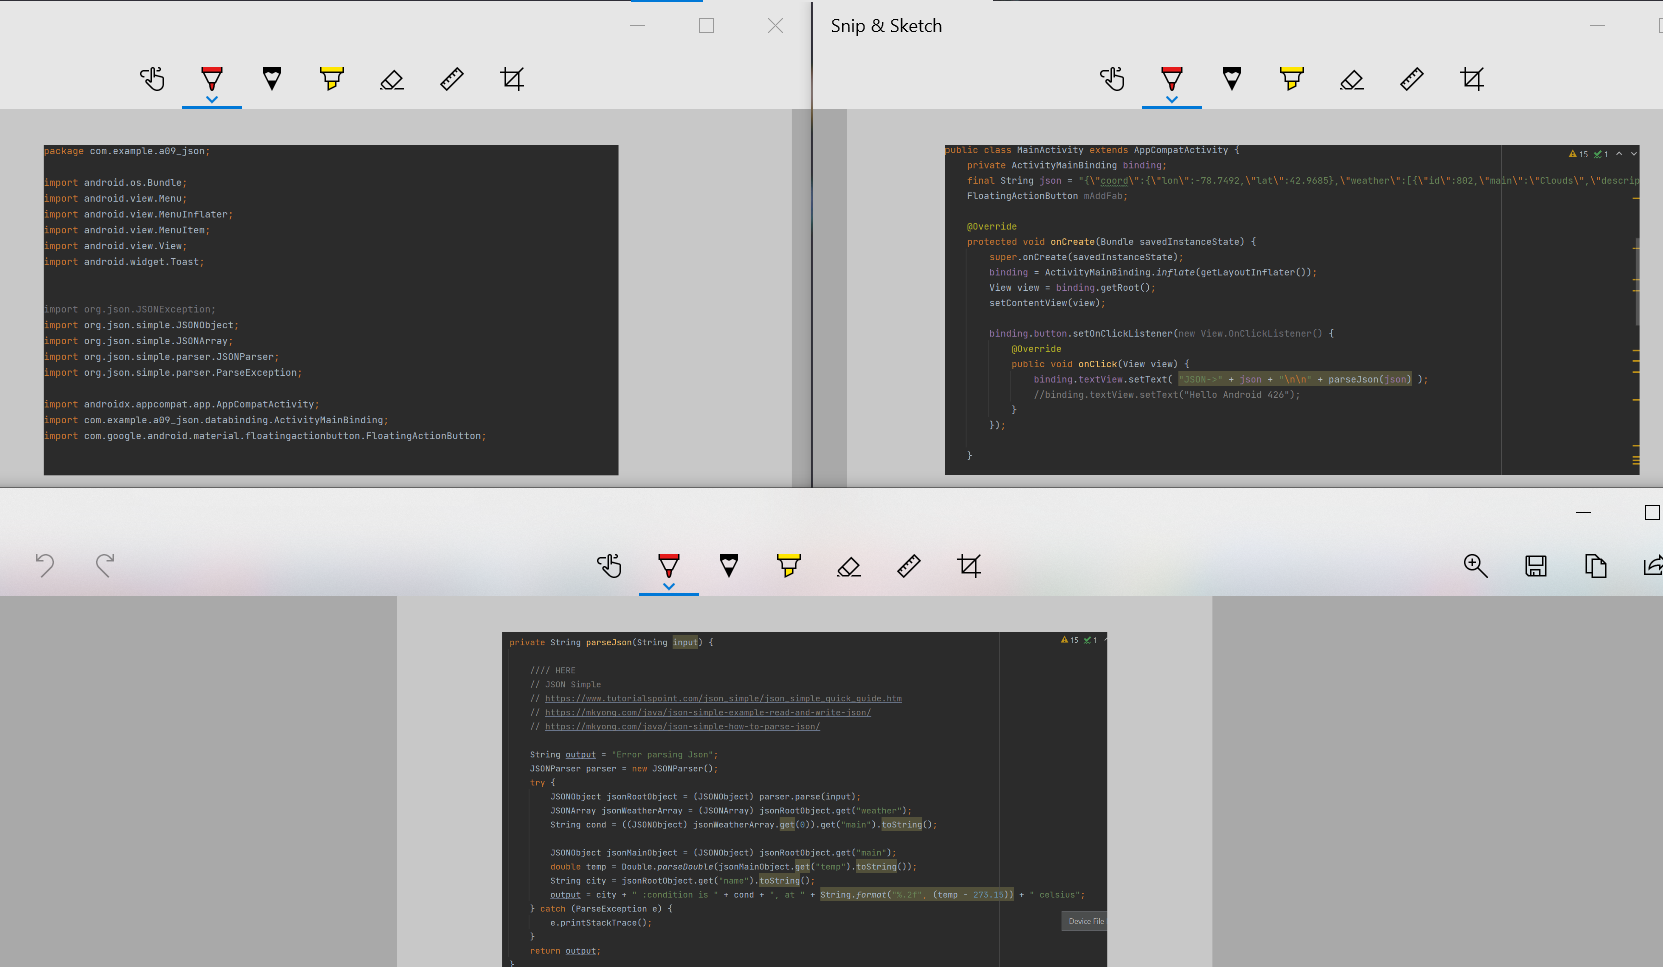 Snip & Sketch
package com.example.a09_json;
import android.os.Bundle;
import android.view.Menu;
import android.view.MenuInflater;
import android.view.MenuItem;
import android.view.View;
import android.widget.Toast;
import org.json.JSONException;
import org.json.simple.JSONObject;
import org.json.simple.JSONArray;
import org.json.simple.parser.JSONParser;
import org.json.simple.parser.ParseException;
import androidx.appcompat.app.AppCompatActivity;
import com.example.a09_json.databinding.ActivityMainBinding;
import com.google.android.material.floatingactionbutton.FloatingActionButton;
public class MainActivity extends AppCompatActivity {
15 1
private ActivityMainBinding binding;
final String json = "{\"coord\":{\"lon\":-78.7492,\"lat\":42.9685},\"weather\":[{\"id\":802,\"main\":\"Clouds\",\"descrip
FloatingActionButton mAddFab;
@Override
protected void onCreate(Bundle savedInstanceState) {
super.onCreate(savedInstanceState);
binding = ActivityMainBinding.inflate(getLayoutInflater());
View view = binding.getRoot();
setContentView(view);
binding.button.setOnClickListener(new View.OnClickListener() {
@Override
public void onClick(View view) {
binding.textView.setText( "JSON->" + json + "\n\n" + parseJson(json) );
//binding.textView.setText("Hello Android 426");
}
});
}
private String parseJson(String input) {
15 1
//// HERE
// JSON Simple
// https://www.tutorialspoint.com/json_simple/json_simple_quick_guide.htm
// https://mkyong.com/java/json-simple-example-read-and-write-json/
// https://mkyong.com/java/json-simple-how-to-parse-json/
String output = "Error parsing Json";
JSONParser parser = new JSONParser();
try {
JSONObject jsonRootObject = (JSONObject) parser.parse(input);
JSONArray jsonWeatherArray = (JSONArray) jsonRootObject.get("weather");
String cond = ((JSONObject) jsonWeatherArray.get(0)).get("main").toString();
JSONObject jsonMainObject = (JSONObject) jsonRootObject.get("main");
double temp = Double.parseDouble(jsonMainObject.get("temp").toString());
String city = jsonRootObject.get("name").toString();
output = city + " :condition is " + cond + ", at " + String.format("%.2f", (temp - 273.15)) + " celsius";
} catch (ParseException e) {
Device File
e.printStackTrace();
}
return output;
}